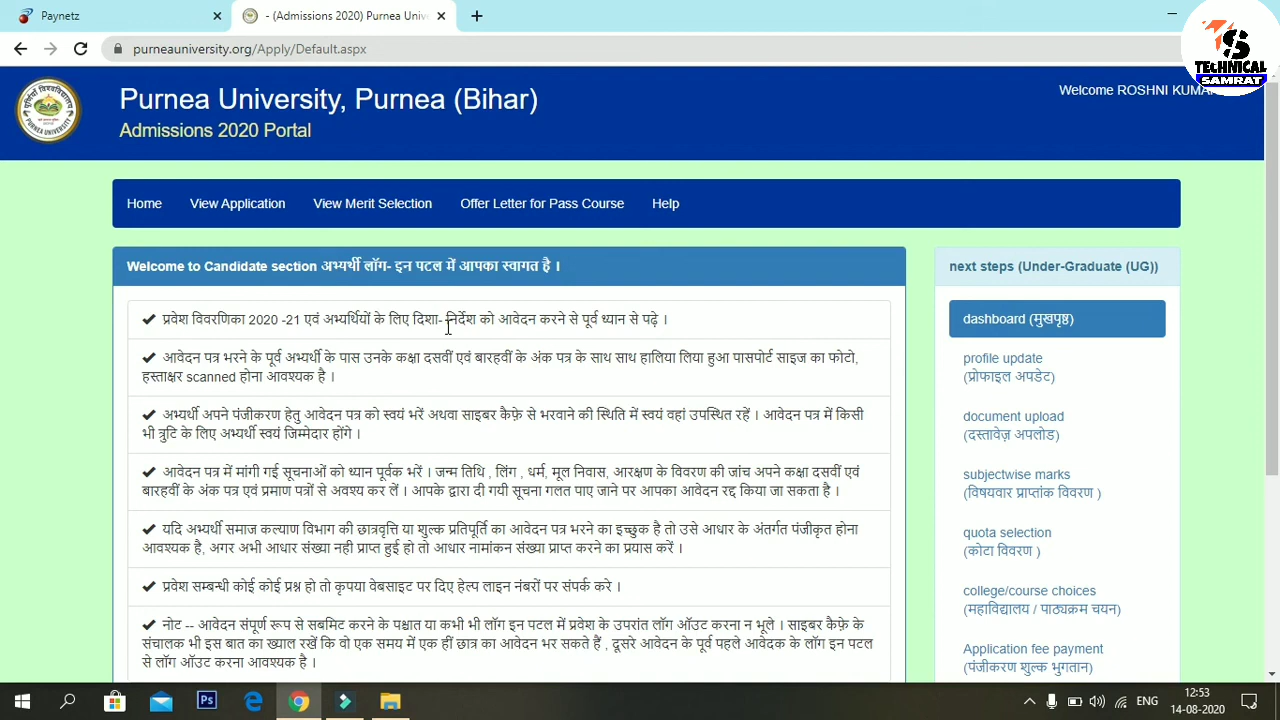 Paynetz
- (Admissions 2020) Purnea Univ
purneauniversity.org/Apply/Default.aspx
TECHNICAL
SAMRAT
Purnea University, Purnea (Bihar)
Admissions 2020 Portal
Welcome ROSHNI KUMA
Home View Application View Merit Selection Offer Letter for Pass Course Help
Welcome to Candidate section अभ्यर्थी लॉग- इन पटल में आपका स्वागत है ।
प्रवेश विवरणिका 2020 -21 एवं अभ्यर्थियों के लिए दिशा- निर्देश को आवेदन करने से पूर्व ध्यान से पढ़े ।
आवेदन पत्र भरने के पूर्व अभ्यर्थी के पास उनके कक्षा दसवीं एवं बारहवीं के अंक पत्र के साथ साथ हालिया लिया हुआ पासपोर्ट साइज का फोटो,
हस्ताक्षर scanned होना आवश्यक है ।
अभ्यर्थी अपने पंजीकरण हेतु आवेदन पत्र को स्वयं भरें अथवा साइबर कैफ़े से भरवाने की स्थिति में स्वयं वहां उपस्थित रहें । आवेदन पत्र में किसी
भी त्रुटि के लिए अभ्यर्थी स्वयं जिम्मेदार होंगे ।
आवेदन पत्र में मांगी गई सूचनाओं को ध्यान पूर्वक भरें । जन्म तिथि , लिंग , धर्म, मूल निवास, आरक्षण के विवरण की जांच अपने कक्षा दसवीं एवं
बारहवीं के अंक पत्र एवं प्रमाण पत्रों से अवश्य कर लें । आपके द्वारा दी गयी सूचना गलत पाए जाने पर आपका आवेदन रद्द किया जा सकता है ।
यदि अभ्यर्थी समाज कल्याण विभाग की छात्रवृत्ति या शुल्क प्रतिपूर्ति का आवेदन पत्र भरने का इच्छुक है तो उसे आधार के अंतर्गत पंजीकृत होना
आवश्यक है, अगर अभी आधार संख्या नही प्राप्त हुई हो तो आधार नामांकन संख्या प्राप्त करने का प्रयास करें ।
प्रवेश सम्बन्धी कोई कोई प्रश्न हो तो कृपया वेबसाइट पर दिए हेल्प लाइन नंबरों पर संपर्क करे ।
नोट -- आवेदन संपूर्ण रूप से सबमिट करने के पश्चात या कभी भी लॉग इन पटल में प्रवेश के उपरांत लॉग ऑउट करना न भूले । साइबर कैफ़े के
संचालक भी इस बात का ख्याल रखें कि वो एक समय में एक हीं छात्र का आवेदन भर सकते हैं , दूसरे आवेदन के पूर्व पहले आवेदक के लॉग इन पटल
से लॉग ऑउट करना आवश्यक है ।
next steps (Under-Graduate (UG))
dashboard (मुखपृष्ठ)
profile update
(प्रोफाइल अपडेट)
document upload
(दस्तावेज़ अपलोड)
subjectwise marks
(विषयवार प्राप्तांक विवरण )
quota selection
(कोटा विवरण )
college/course choices
(महाविद्यालय / पाठ्यक्रम चयन)
Application fee payment
(पंजीकरण शुल्क भुगतान)
Ps
ENG
12:53
14-08-2020